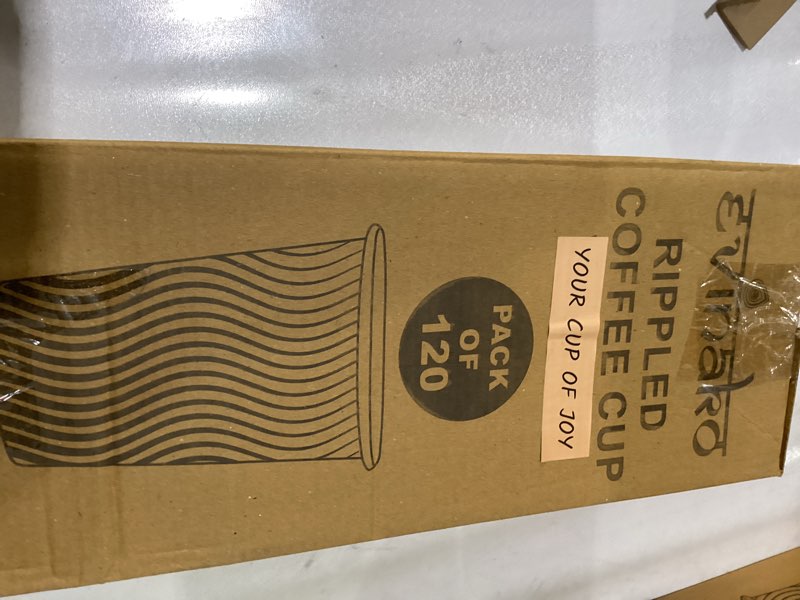 RIPPLED
COFFEE CUP
YOUR CUP OF JOY
PACK
OF
120